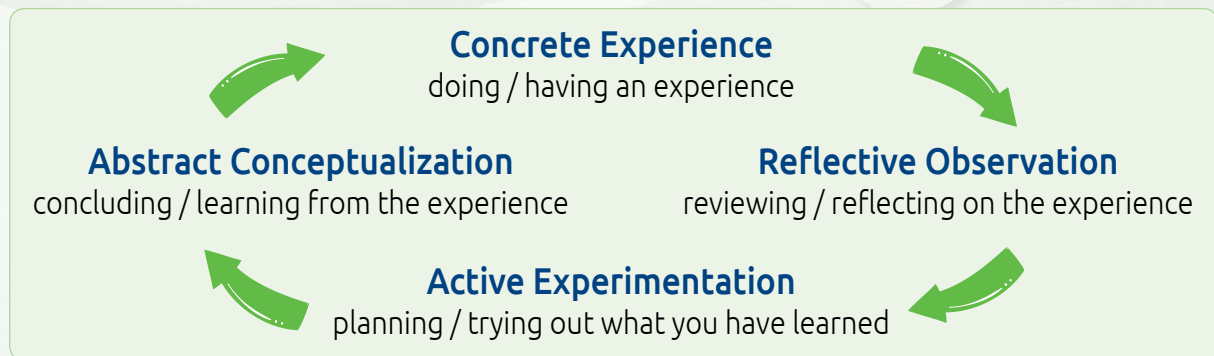 Concrete Experience
doing / having an experience
Abstract Conceptualization
concluding / learning from the experience
Reflective Observation
reviewing / reflecting on the experience
Active Experimentation
planning / trying out what you have learned